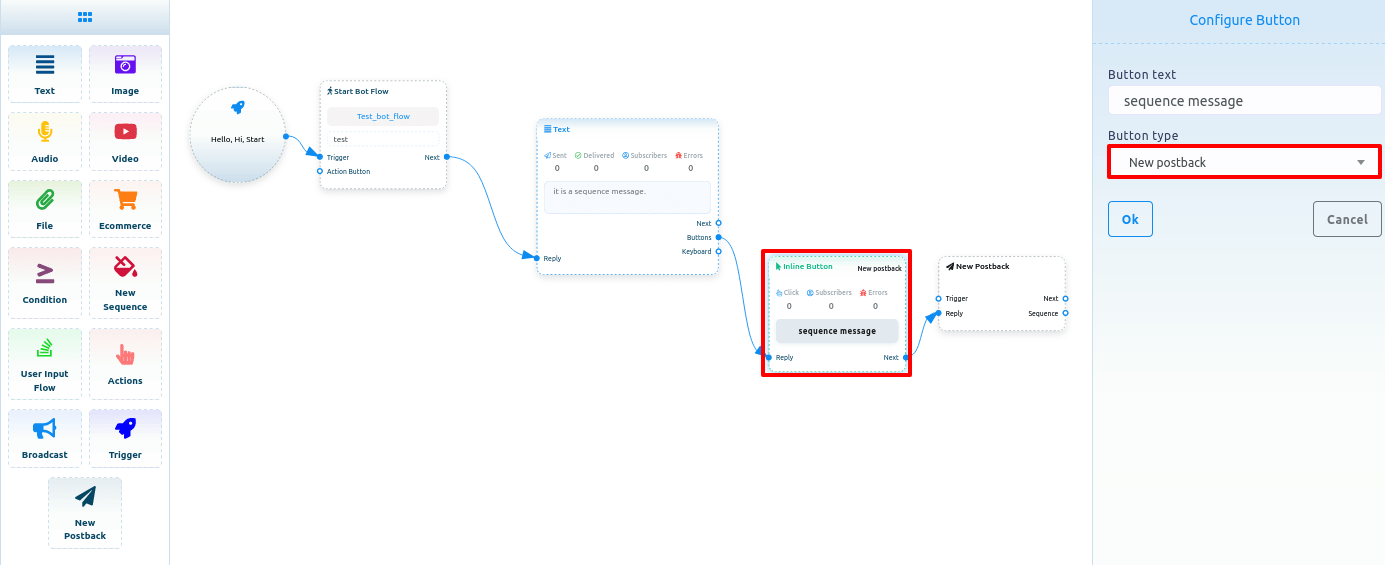 Text
Image
Audio
Video
File
Ecommerce
Condition
New
Sequence
User Input
Flow
Actions
Broadcast
Trigger
New
Postback
Hello, Hi, Start
Start Bot Flow
Test_bot_flow
test
Trigger
Next
Action Button
Text
Sent
Delivered
Subscribers
Errors
0
0
0
0
it is a sequence message.
Next
Buttons
Keyboard
Reply
Inline Button
New postback
Click
Subscribers
Errors
0
0
0
sequence message
Reply
Next
New Postback
Trigger
Next
Reply
Sequence
Configure Button
Button text
sequence message
Button type
New postback
Ok
Cancel